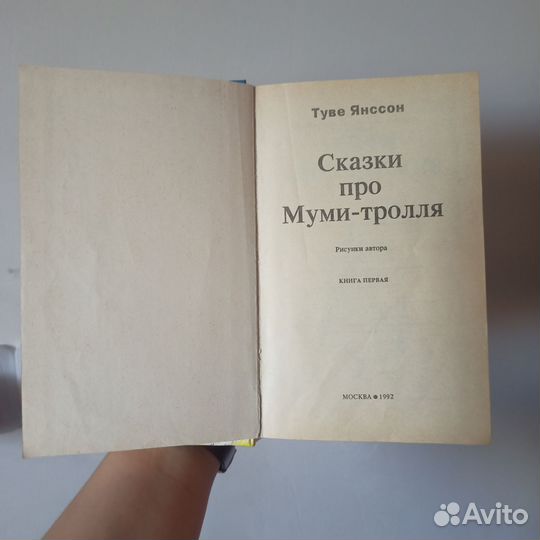 Туве Янссон
Сказки
про
Муми-тролля
Рисунки автора
КНИГА ПЕРВАЯ
МОСКВА ● 1992
Avito